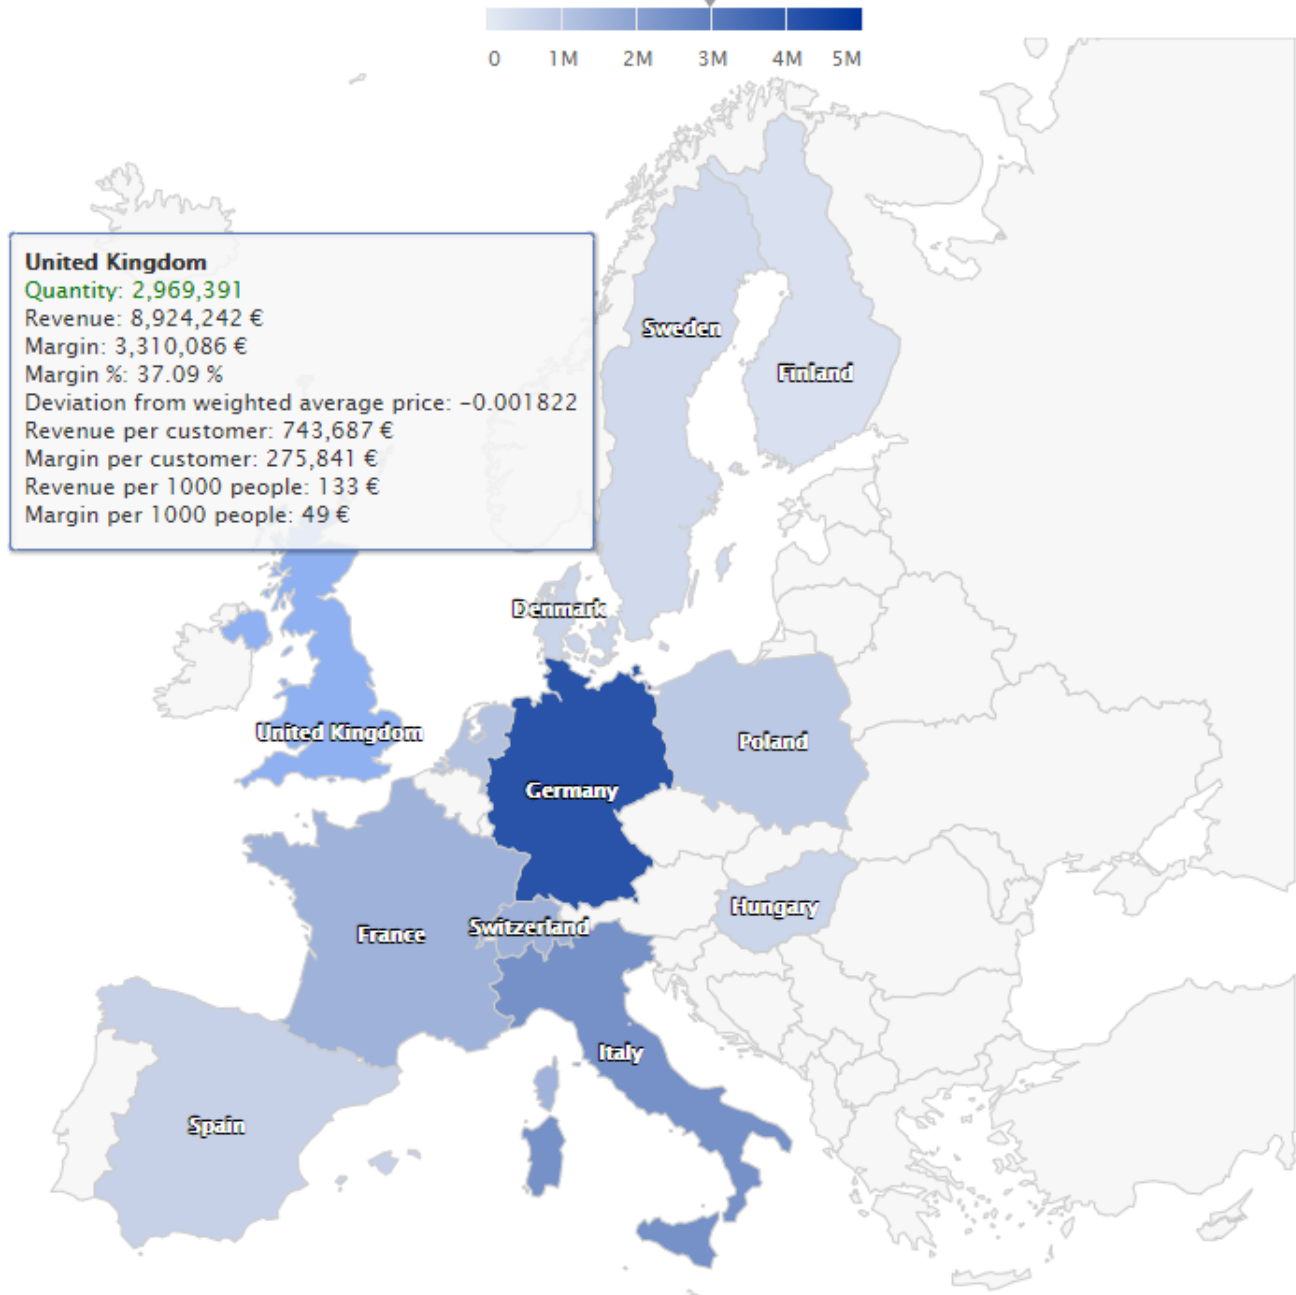 0 1M 2M 3M 4M 5M
United Kingdom
Quantity: 2,969,391
Revenue: 8,924,242 €
Margin: 3,310,086 €
Margin %: 37.09 %
Deviation from weighted average price: −0.001822
Revenue per customer: 743,687 €
Margin per customer: 275,841 €
Revenue per 1000 people: 133 €
Margin per 1000 people: 49 €
Sweden
Finland
Denmark
United Kingdom
Poland
Germany
Hungary
France
Switzerland
Italy
Spain